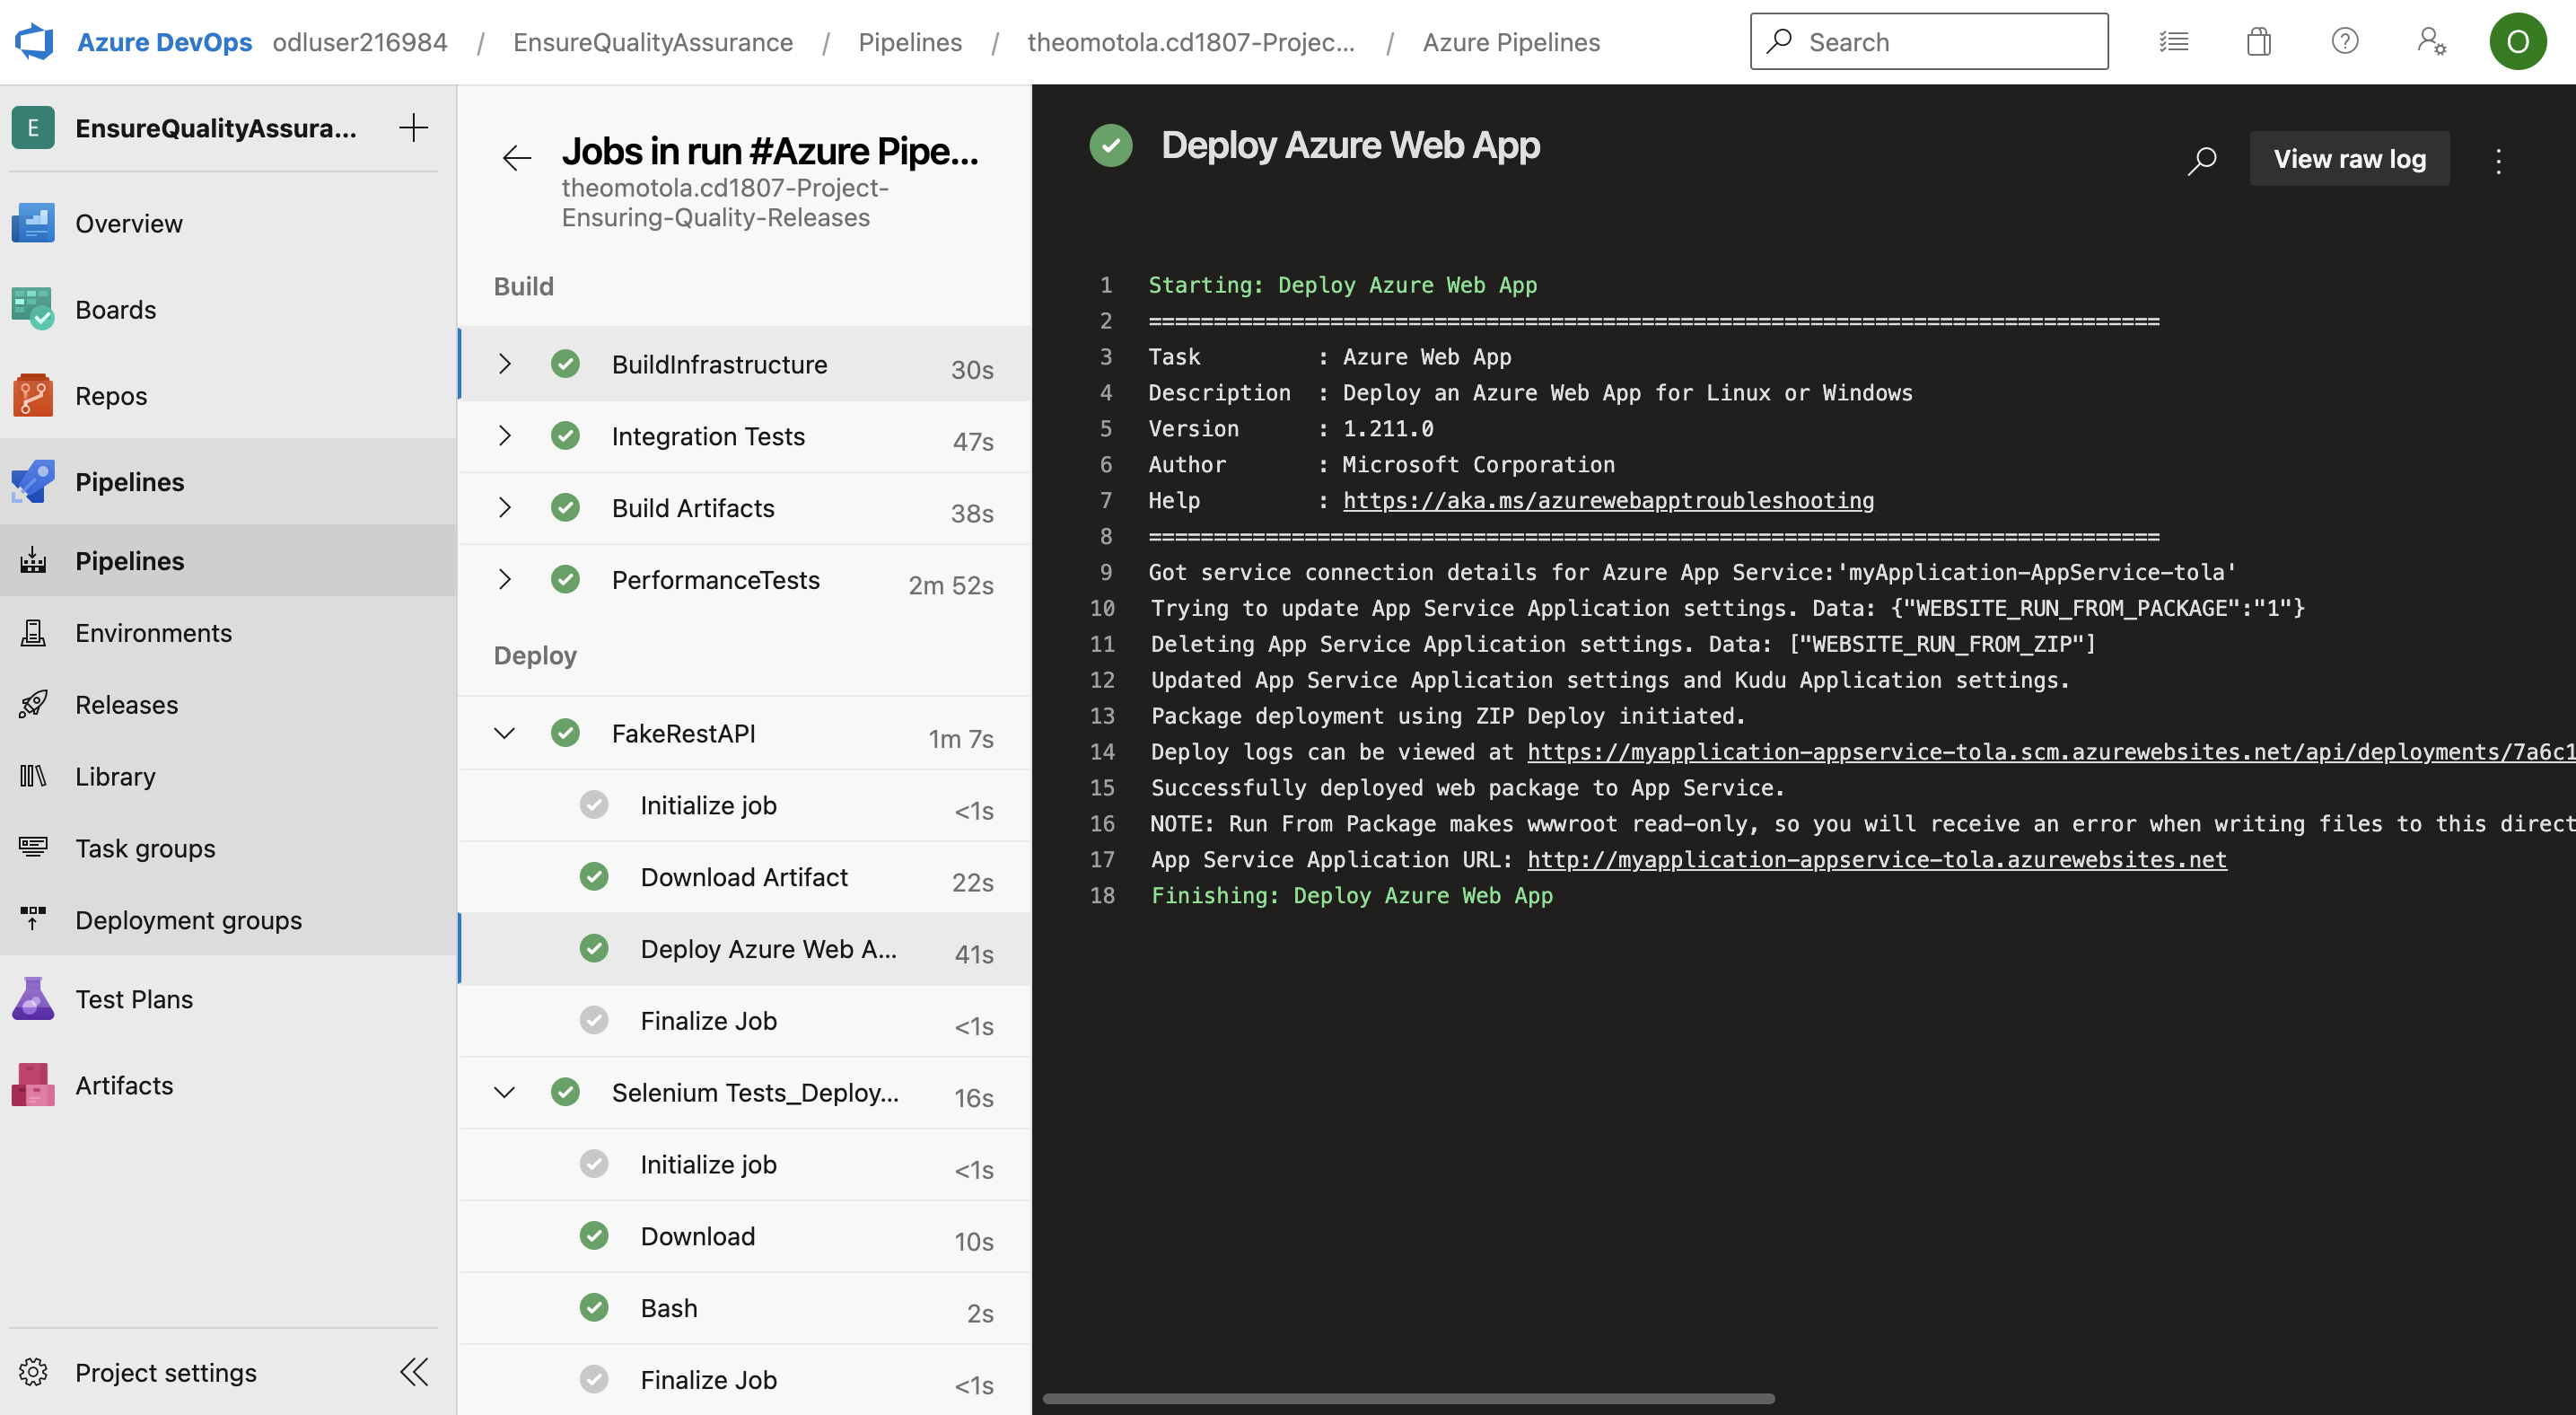 Azure DevOps odluser216984 / EnsureQualityAssurance / Pipelines / theomotola.cd1807-Projec... / Azure Pipelines
Search
O
E EnsureQualityAssura...
Overview
Boards
Repos
Pipelines
Pipelines
Environments
Releases
Library
Task groups
Deployment groups
Test Plans
Artifacts
Project settings
Jobs in run #Azure Pipe...
theomotola.cd1807-Project-
Ensuring-Quality-Releases
Build
BuildInfrastructure 30s
Integration Tests 47s
Build Artifacts 38s
PerformanceTests 2m 52s
Deploy
FakeRestAPI 1m 7s
Initialize job <1s
Download Artifact 22s
Deploy Azure Web A... 41s
Finalize Job <1s
Selenium Tests_Deploy... 16s
Initialize job <1s
Download 10s
Bash 2s
Finalize Job <1s
Deploy Azure Web App
View raw log
1 Starting: Deploy Azure Web App
2 ==============================================================================
3 Task : Azure Web App
4 Description : Deploy an Azure Web App for Linux or Windows
5 Version : 1.211.0
6 Author : Microsoft Corporation
7 Help : https://aka.ms/azurewebapptroubleshooting
8 ==============================================================================
9 Got service connection details for Azure App Service:'myApplication-AppService-tola'
10 Trying to update App Service Application settings. Data: {"WEBSITE_RUN_FROM_PACKAGE":"1"}
11 Deleting App Service Application settings. Data: ["WEBSITE_RUN_FROM_ZIP"]
12 Updated App Service Application settings and Kudu Application settings.
13 Package deployment using ZIP Deploy initiated.
14 Deploy logs can be viewed at https://myapplication-appservice-tola.scm.azurewebsites.net/api/deployments/7a6c1
15 Successfully deployed web package to App Service.
16 NOTE: Run From Package makes wwwroot read-only, so you will receive an error when writing files to this direct
17 App Service Application URL: http://myapplication-appservice-tola.azurewebsites.net
18 Finishing: Deploy Azure Web App